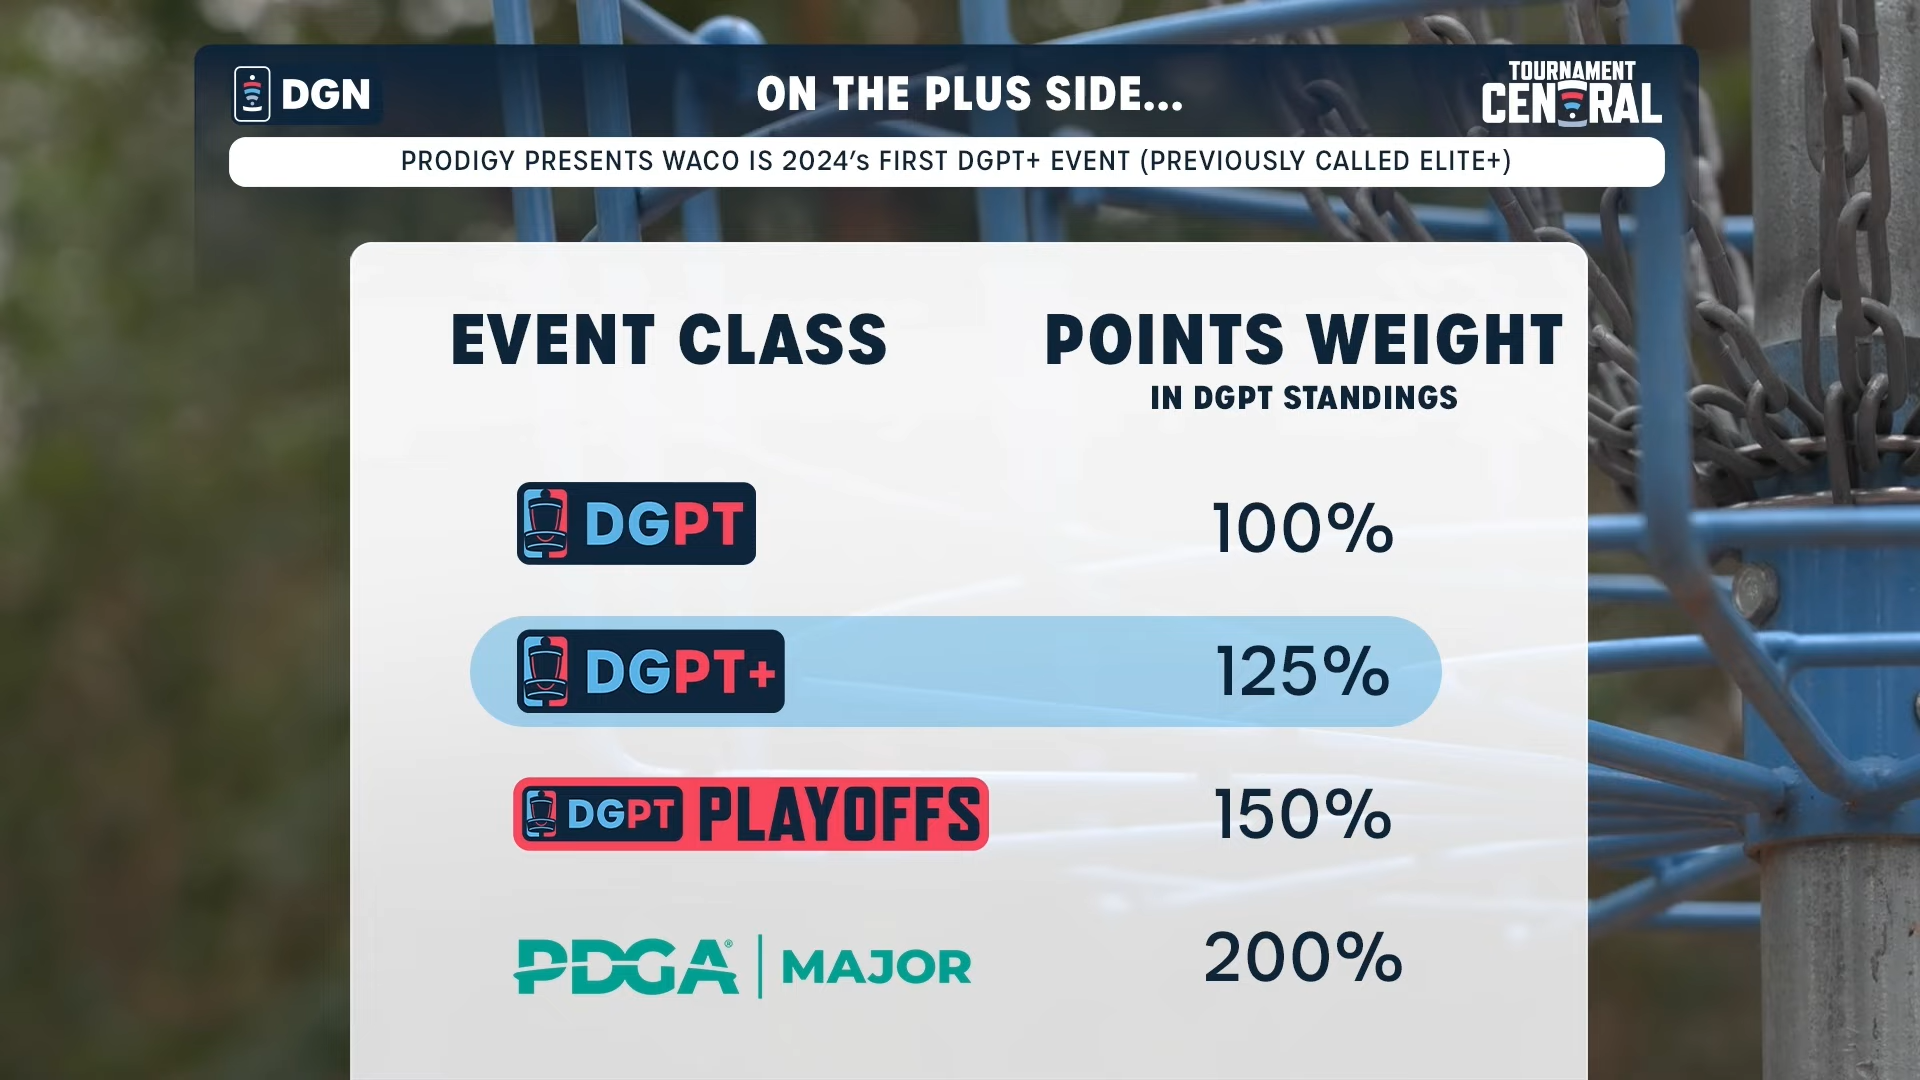 DGN
ON THE PLUS SIDE...
TOURNAMENT
CENTRAL
PRODIGY PRESENTS WACO IS 2024's FIRST DGPT+ EVENT (PREVIOUSLY CALLED ELITE+)
EVENT CLASS
POINTS WEIGHT
IN DGPT STANDINGS
DGPT 100%
DGPT+ 125%
DGPT PLAYOFFS 150%
PDGA® | MAJOR 200%